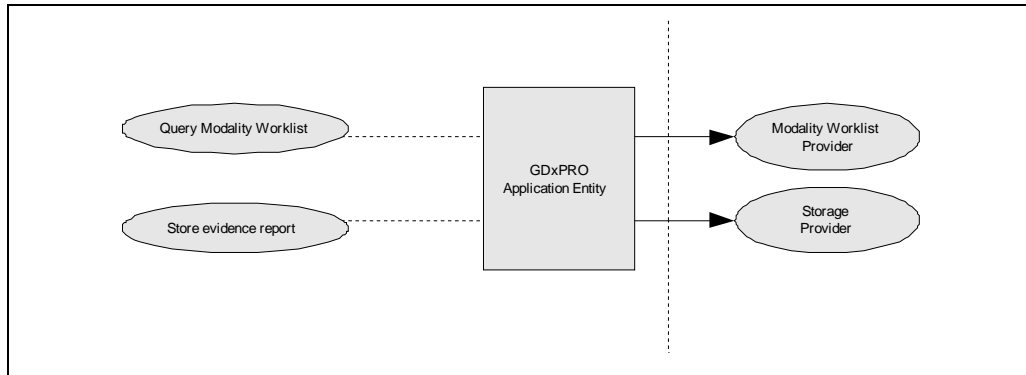 Query Modality Worklist
Store evidence report
GDxPRO
Application Entity
Modality Worklist
Provider
Storage
Provider